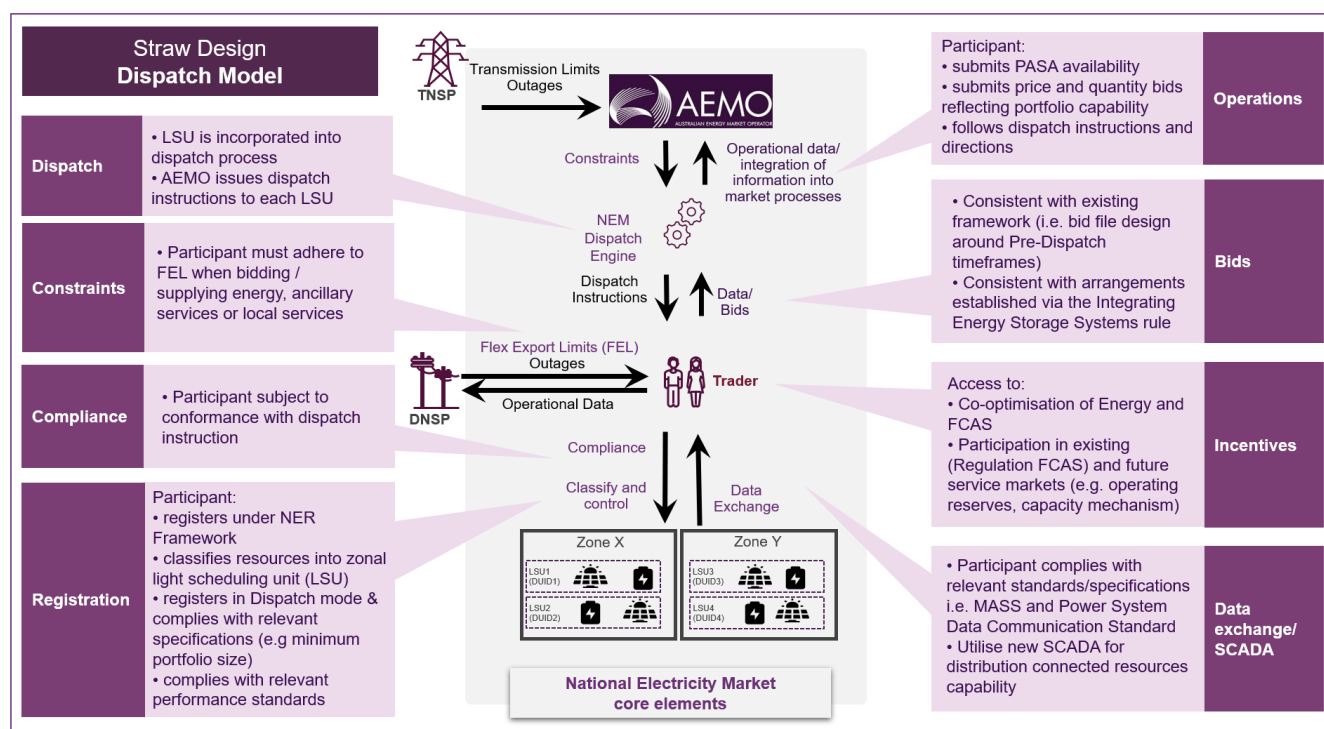 Straw Design
Dispatch Model
Dispatch
• LSU is incorporated into
dispatch process
• AEMO issues dispatch
instructions to each LSU
Constraints
• Participant must adhere to
FEL when bidding /
supplying energy, ancillary
services or local services
Compliance
• Participant subject to
conformance with dispatch
instruction
Registration
Participant:
• registers under NER
Framework
• classifies resources into zonal
light scheduling unit (LSU)
• registers in Dispatch mode &
complies with relevant
specifications (e.g minimum
portfolio size)
• complies with relevant
performance standards
TNSP
Transmission Limits
Outages
AEMO
AUSTRALIAN ENERGY MARKET OPERATOR
Constraints
Operational data/
integration of
information into
market processes
NEM
Dispatch
Engine
Dispatch
Instructions
Data/
Bids
Flex Export Limits (FEL)
Outages
Operational Data
DNSP
Trader
Compliance
Classify and
control
Data
Exchange
Zone X
LSU1
(DUID1)
LSU2
(DUID2)
Zone Y
LSU3
(DUID3)
LSU4
(DUID4)
National Electricity Market
core elements
Participant:
• submits PASA availability
• submits price and quantity bids
reflecting portfolio capability
• follows dispatch instructions and
directions
Operations
• Consistent with existing
framework (i.e. bid file design
around Pre-Dispatch
timeframes)
• Consistent with arrangements
established via the Integrating
Energy Storage Systems rule
Bids
Access to:
• Co-optimisation of Energy and
FCAS
• Participation in existing
(Regulation FCAS) and future
service markets (e.g. operating
reserves, capacity mechanism)
Incentives
• Participant complies with
relevant standards/specifications
i.e. MASS and Power System
Data Communication Standard
• Utilise new SCADA for
distribution connected resources
capability
Data
exchange/
SCADA